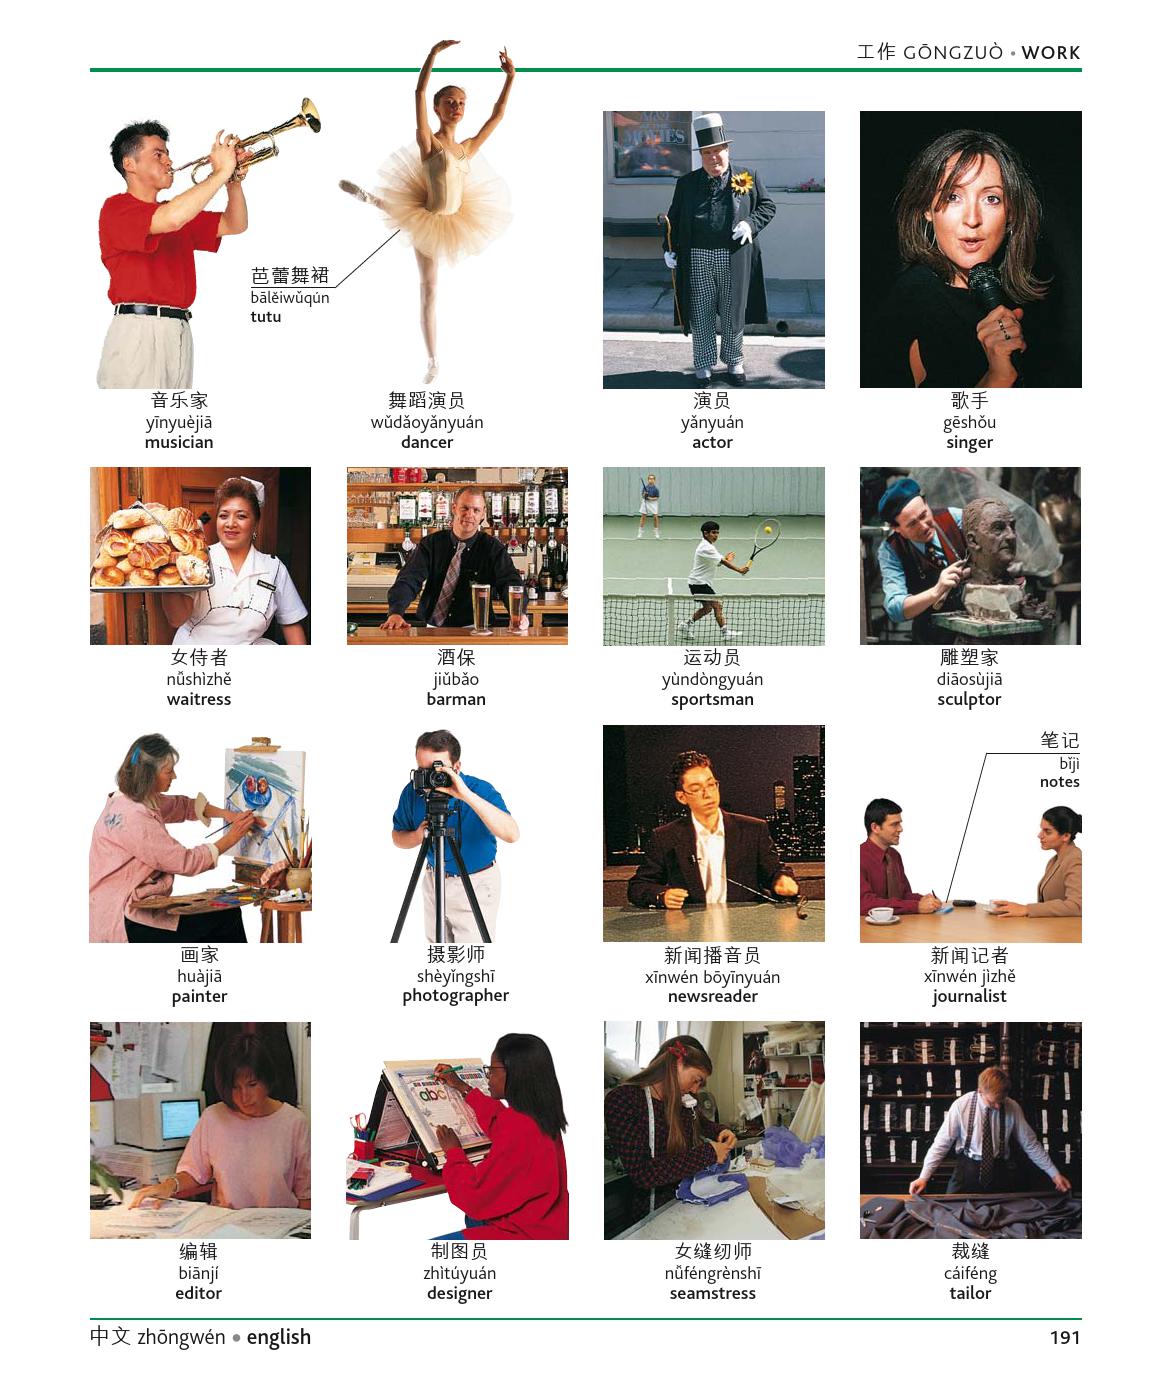 工作 GŌNGZUÒ • WORK
芭蕾舞裙
bālěiwǔqún
tutu
音乐家
yīnyuèjiā
musician
舞蹈演员
wǔdǎoyǎnyuán
dancer
MOVIES
演员
yǎnyuán
actor
歌手
gēshǒu
singer
女侍者
nǚshìzhě
waitress
酒保
jiǔbǎo
barman
运动员
yùndòngyuán
sportsman
雕塑家
diāosùjiā
sculptor
笔记
bǐjì
notes
画家
huàjiā
painter
摄影师
shèyǐngshī
photographer
新闻播音员
xīnwén bōyīnyuán
newsreader
新闻记者
xīnwén jìzhě
journalist
abc
编辑
biānjí
editor
制图员
zhìtúyuán
designer
女缝纫师
nǚféngrènshī
seamstress
裁缝
cáiféng
tailor
中文 zhōngwén • english
191